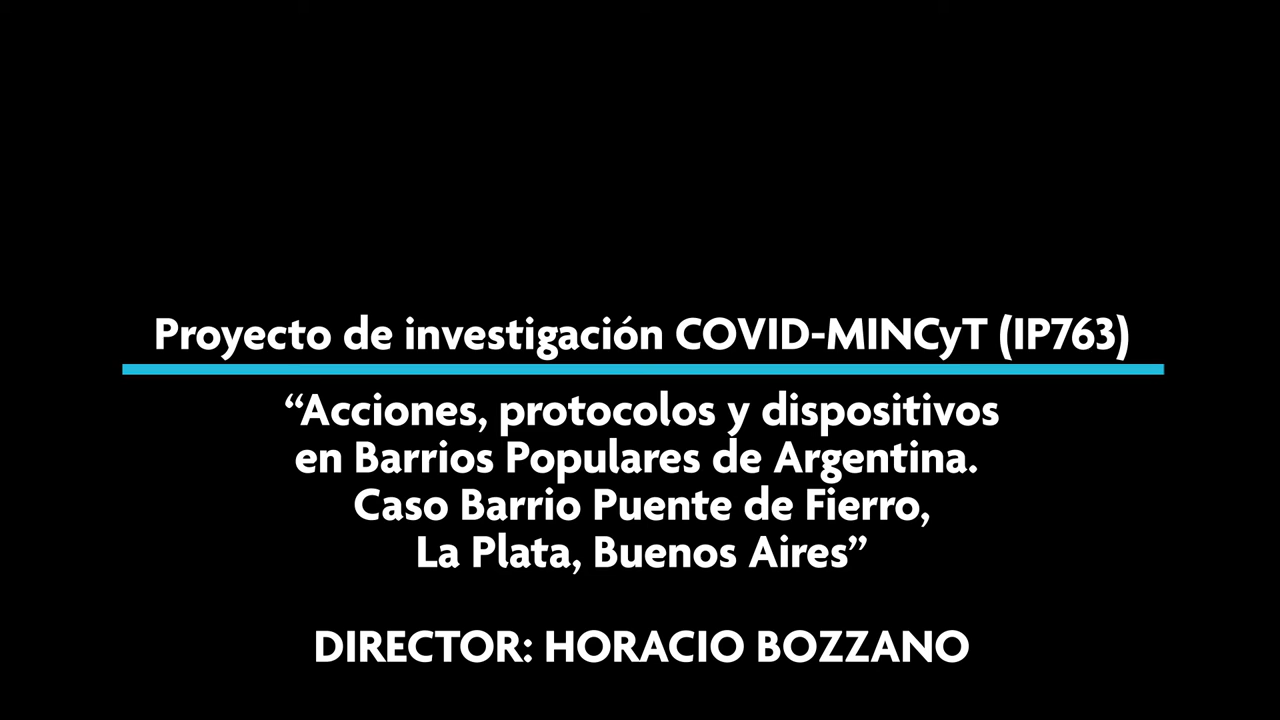 Proyecto de investigación COVID-MINCyT (IP763)
“Acciones, protocolos y dispositivos
en Barrios Populares de Argentina.
Caso Barrio Puente de Fierro,
La Plata, Buenos Aires”
DIRECTOR: HORACIO BOZZANO